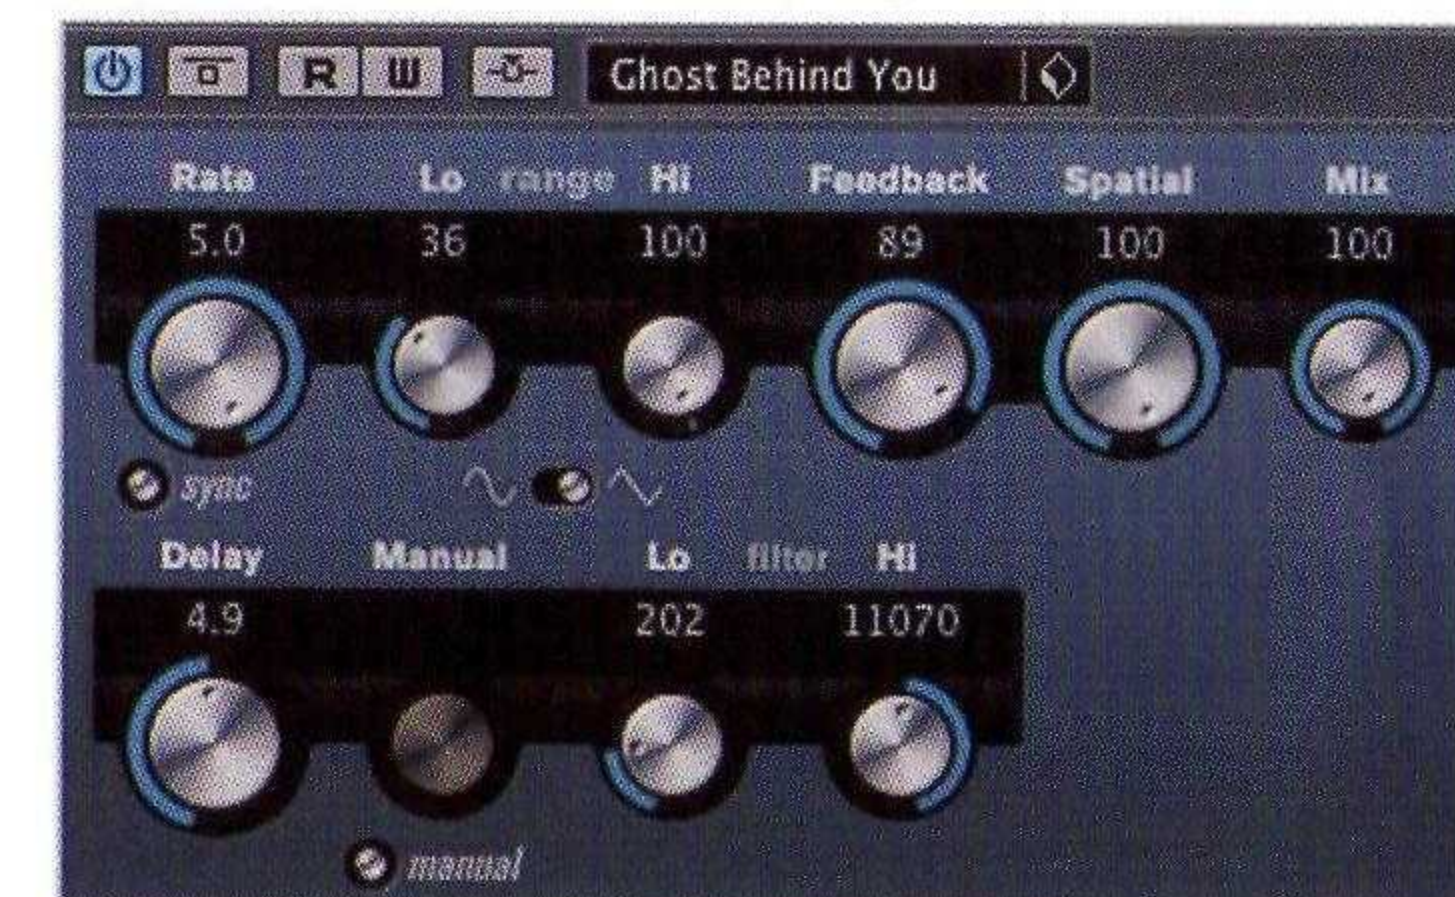 R W Ghost Behind You
Rate Lo range Hi Feedback Spatial Mix
5.0 36 100 89 100 100
sync
Delay Manual Lo filter Hi
4.9 202 11070
manual